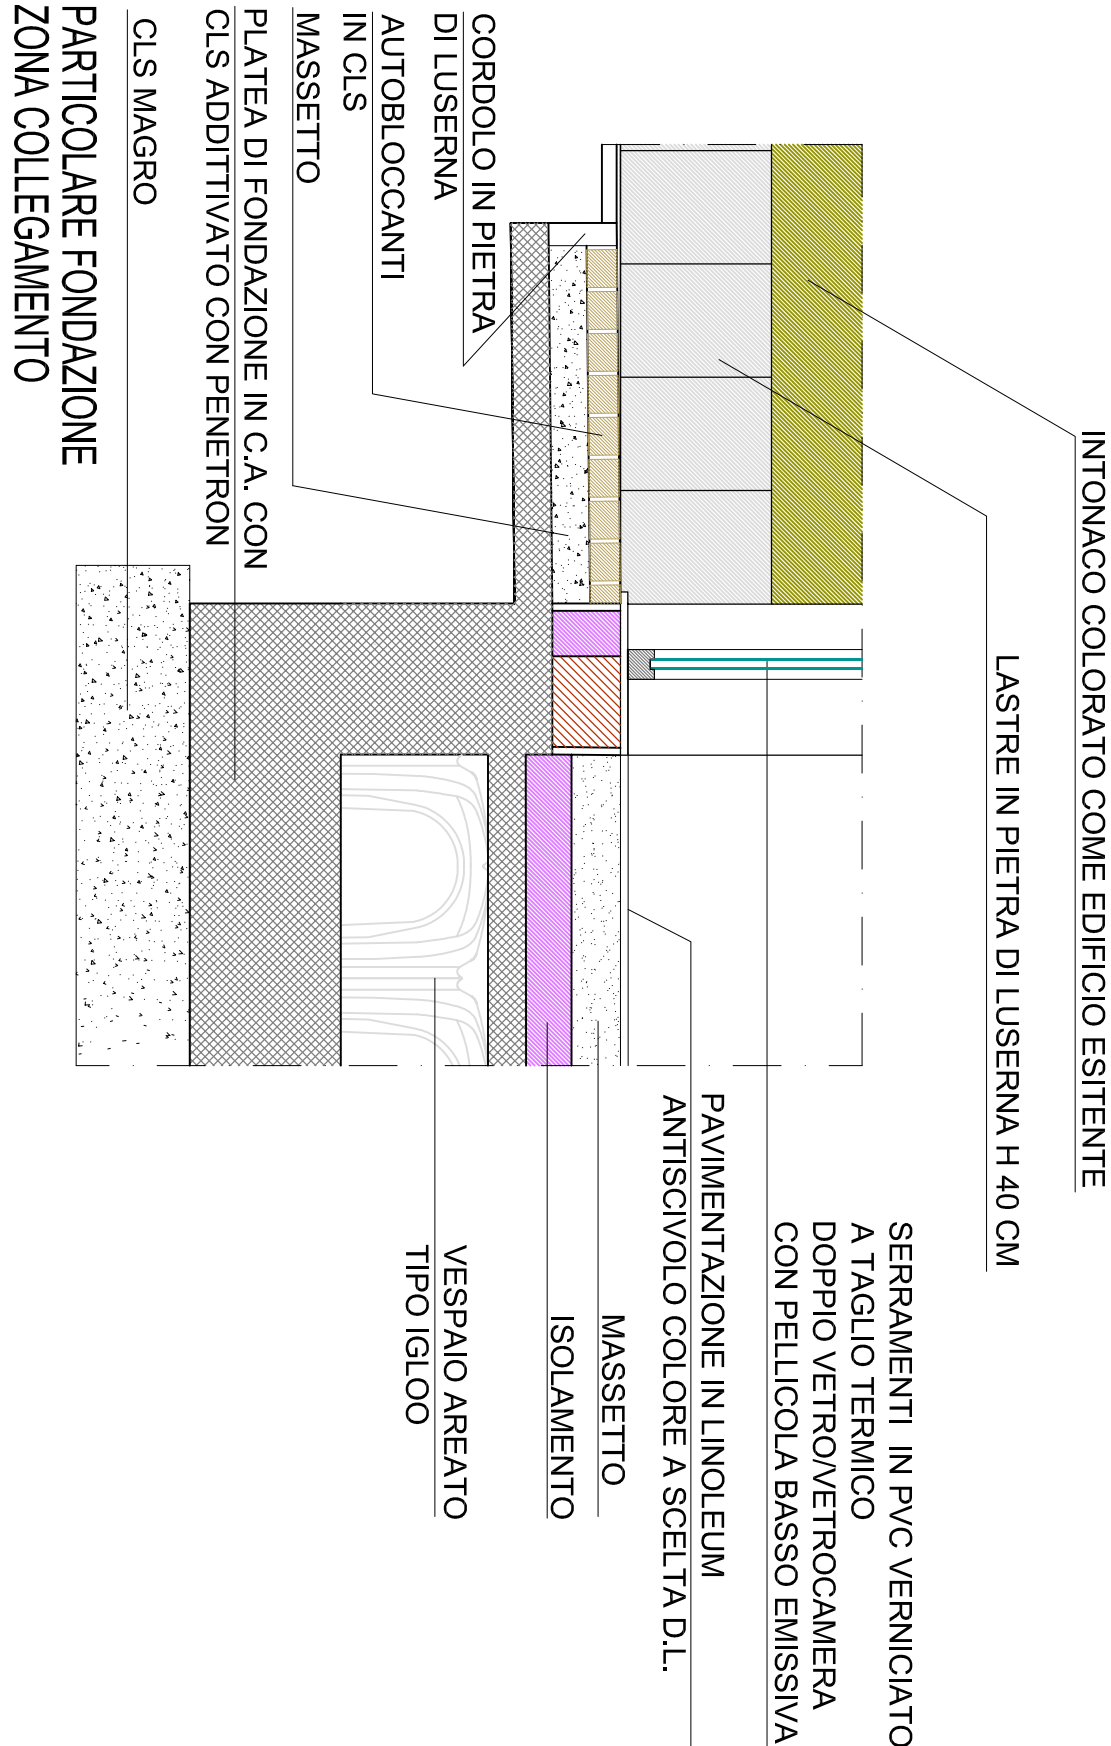 INTONACO COLORATO COME EDIFICIO ESITENTE
LASTRE IN PIETRA DI LUSERNA H 40 CM
SERRAMENTI IN PVC VERNICIATO
A TAGLIO TERMICO
DOPPIO VETRO/VETROCAMERA
CON PELLICOLA BASSO EMISSIVA
PAVIMENTAZIONE IN LINOLEUM
ANTISCIVOLO COLORE A SCELTA D.L.
MASSETTO
ISOLAMENTO
VESPAIO AREATO
TIPO IGLOO
CORDOLO IN PIETRA
DI LUSERNA
AUTOBLOCCANTI
IN CLS
MASSETTO
PLATEA DI FONDAZIONE IN C.A. CON
CLS ADDITTIVATO CON PENETRON
CLS MAGRO
PARTICOLARE FONDAZIONE
ZONA COLLEGAMENTO